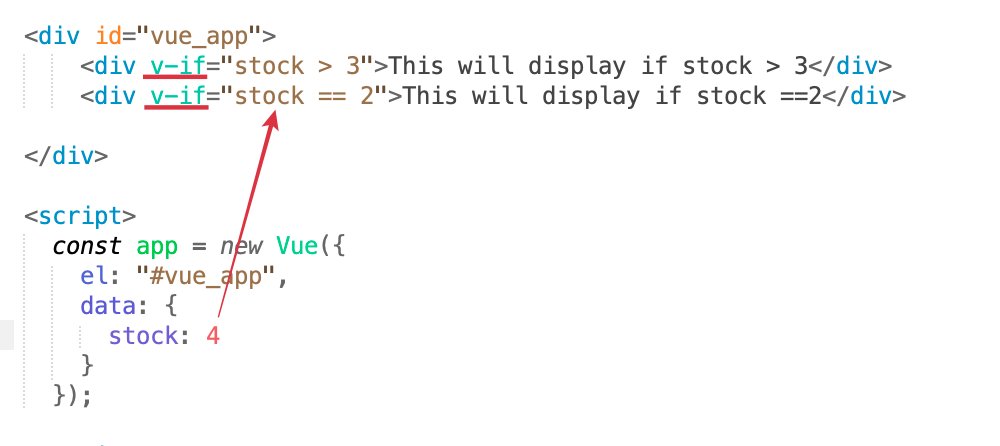 <div id="vue_app">
<div v-if="stock > 3">This will display if stock > 3</div>
<div v-if="stock == 2">This will display if stock ==2</div>
</div>
<script>
const app = new Vue({
el: "#vue_app",
data: {
stock: 4
}
});